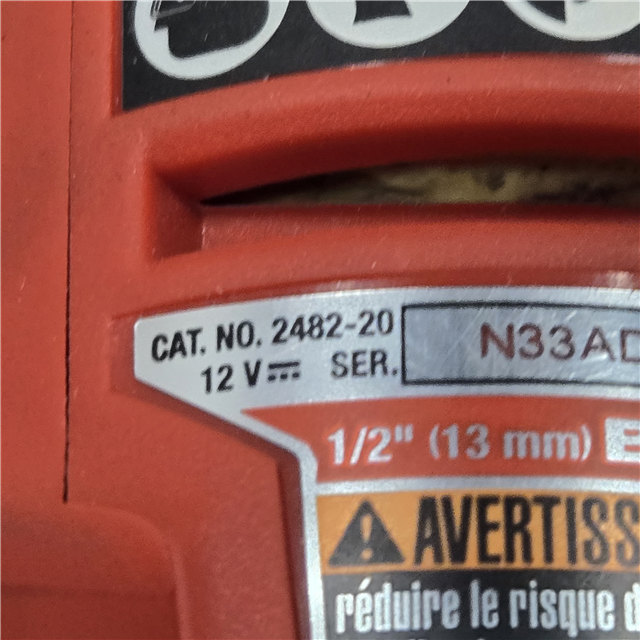 CAT. NO. 2482-20
12 V⎓ SER. N33AD
1/2" (13 mm)
AVERTISS
réduire le risque d